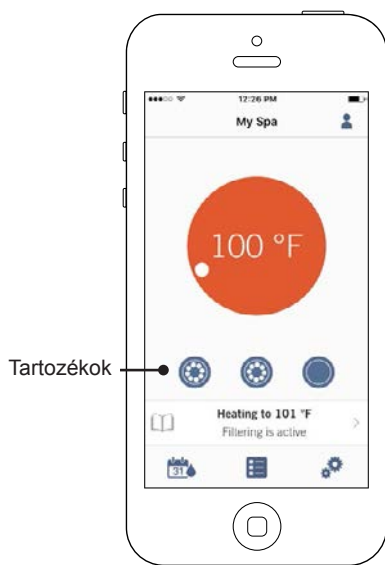 12:26 PM
My Spa
100 °F
Tartozékok
Heating to 101 °F
Filtering is active
31